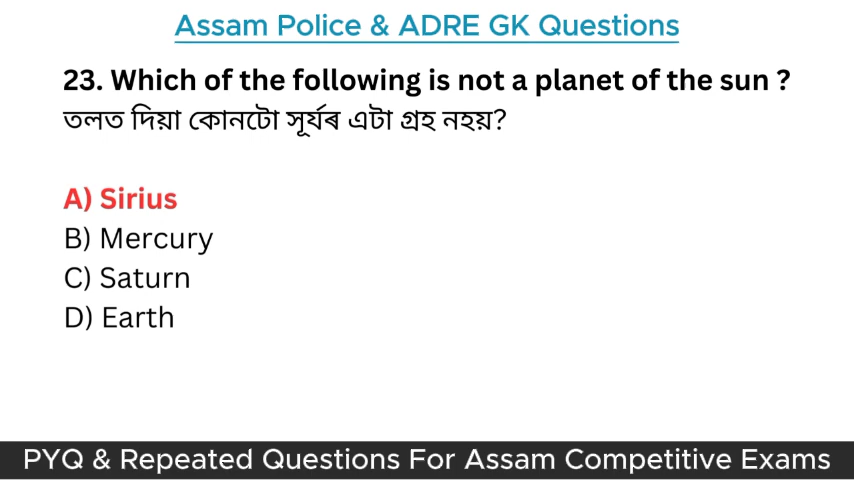 Assam Police & ADRE GK Questions
23. Which of the following is not a planet of the sun ?
তলত দিয়া কোনটো সূৰ্যৰ এটা গ্ৰহ নহয়?
A) Sirius
B) Mercury
C) Saturn
D) Earth
PYQ & Repeated Questions For Assam Competitive Exams